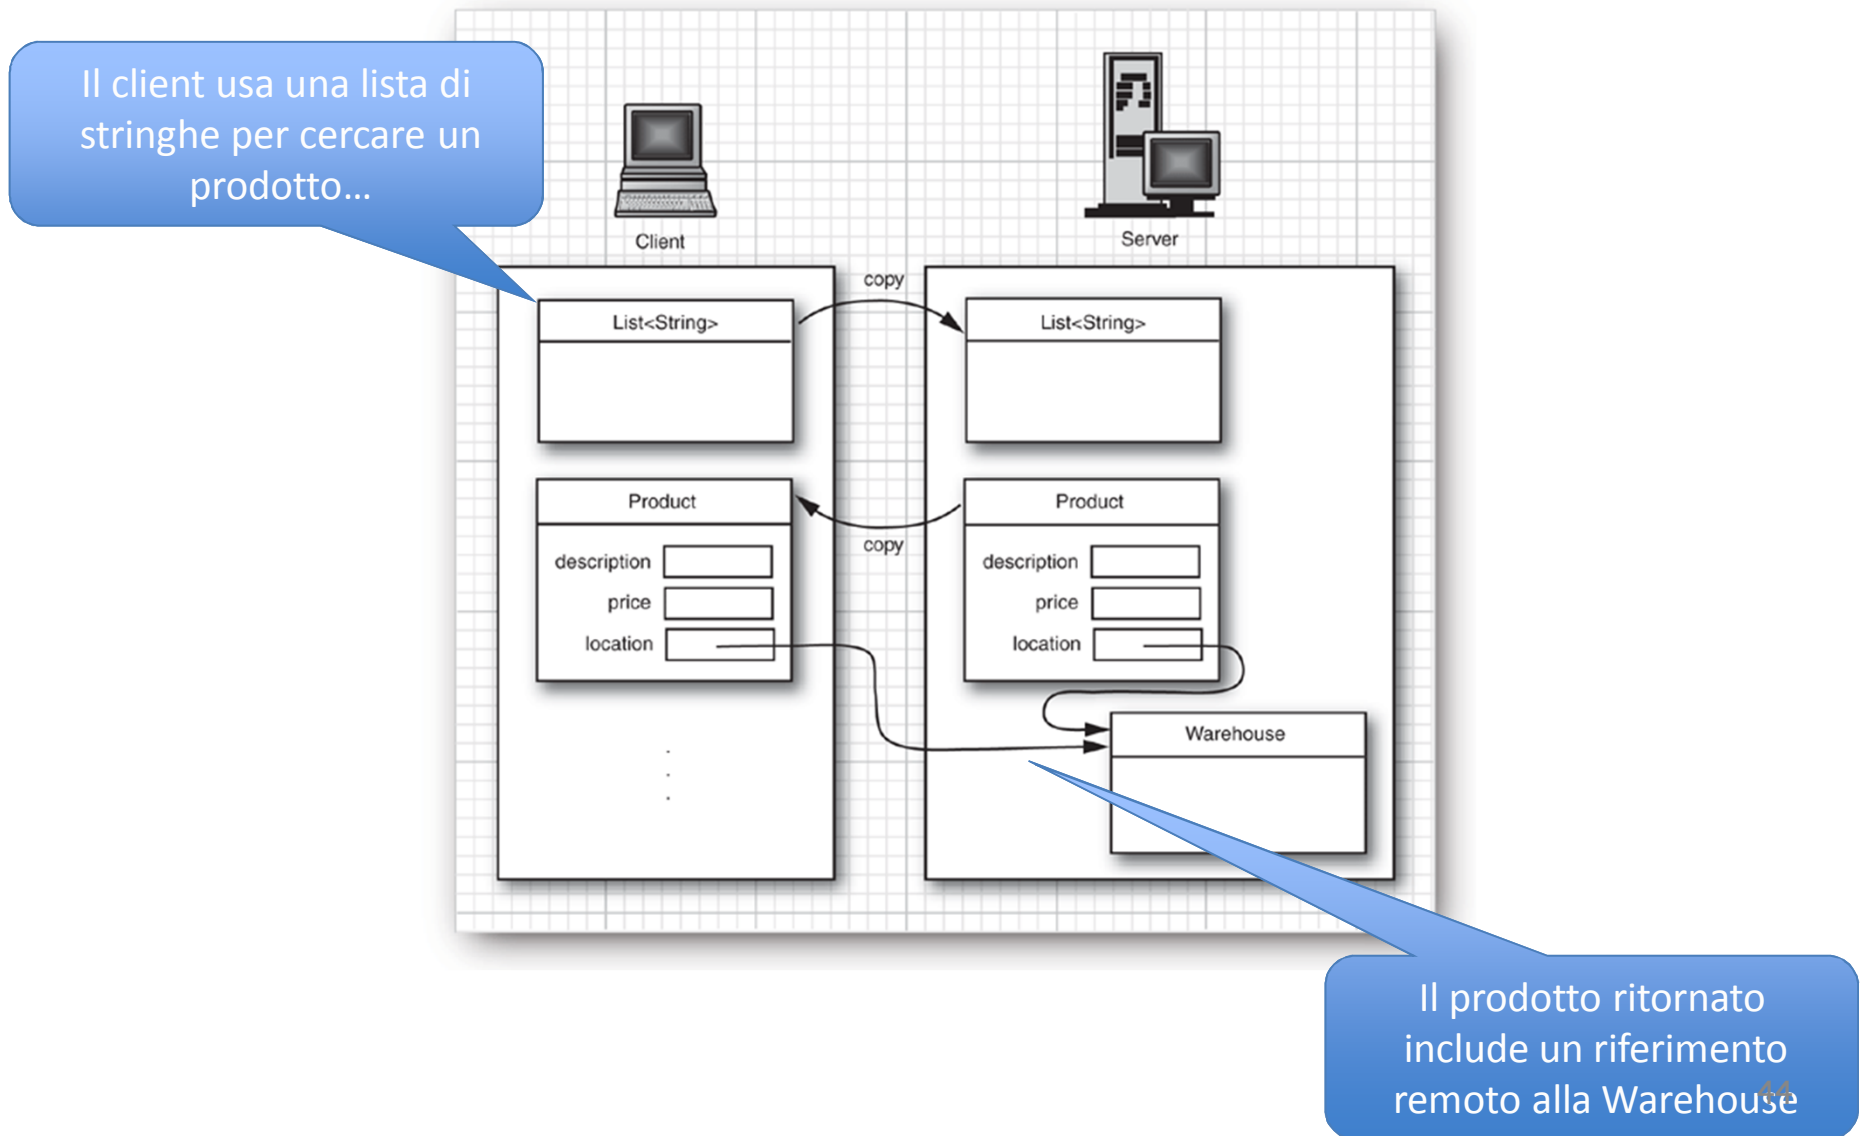 Il client usa una lista di
stringhe per cercare un
prodotto…
Client
Server
copy
List<String>
List<String>
Product
Product
copy
description
price
location
description
price
location
Warehouse
Il prodotto ritornato
include un riferimento
remoto alla Warehouse
44